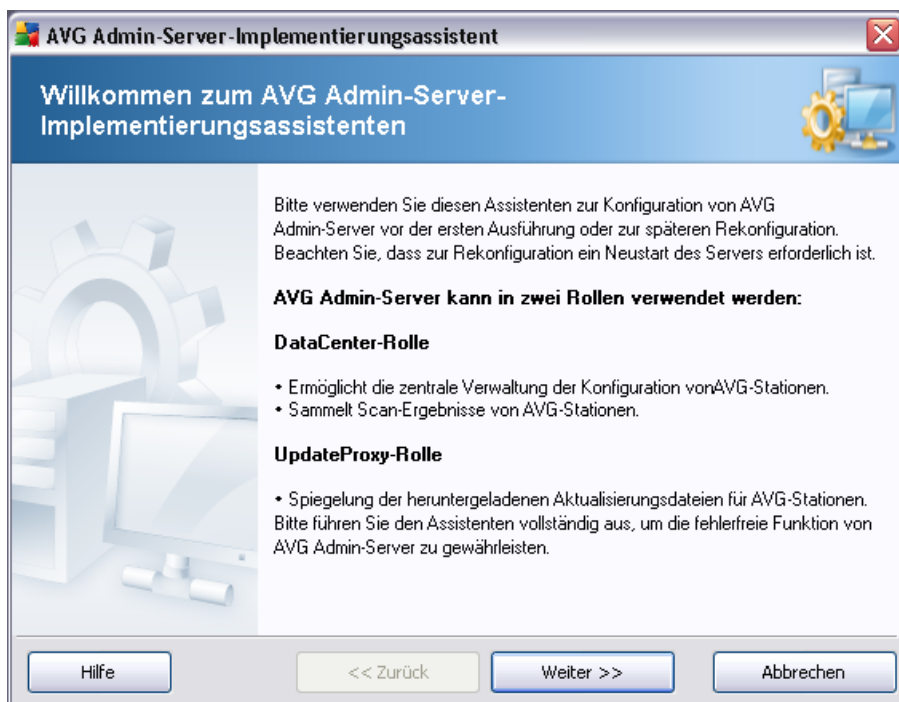 AVG Admin-Server-Implementierungsassistent
Willkommen zum AVG Admin-Server-
Implementierungsassistenten
Bitte verwenden Sie diesen Assistenten zur Konfiguration von AVG
Admin-Server vor der ersten Ausführung oder zur späteren Rekonfiguration.
Beachten Sie, dass zur Rekonfiguration ein Neustart des Servers erforderlich ist.
AVG Admin-Server kann in zwei Rollen verwendet werden:
DataCenter-Rolle
• Ermöglicht die zentrale Verwaltung der Konfiguration vonAVG-Stationen.
• Sammelt Scan-Ergebnisse von AVG-Stationen.
UpdateProxy-Rolle
• Spiegelung der heruntergeladenen Aktualisierungsdateien für AVG-Stationen.
Bitte führen Sie den Assistenten vollständig aus, um die fehlerfreie Funktion von
AVG Admin-Server zu gewährleisten.
Hilfe
<< Zurück
Weiter >>
Abbrechen